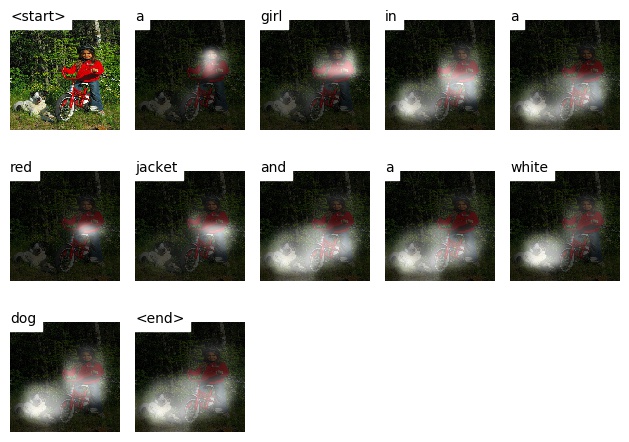 <start> a girl in a
red jacket and a white
dog <end>